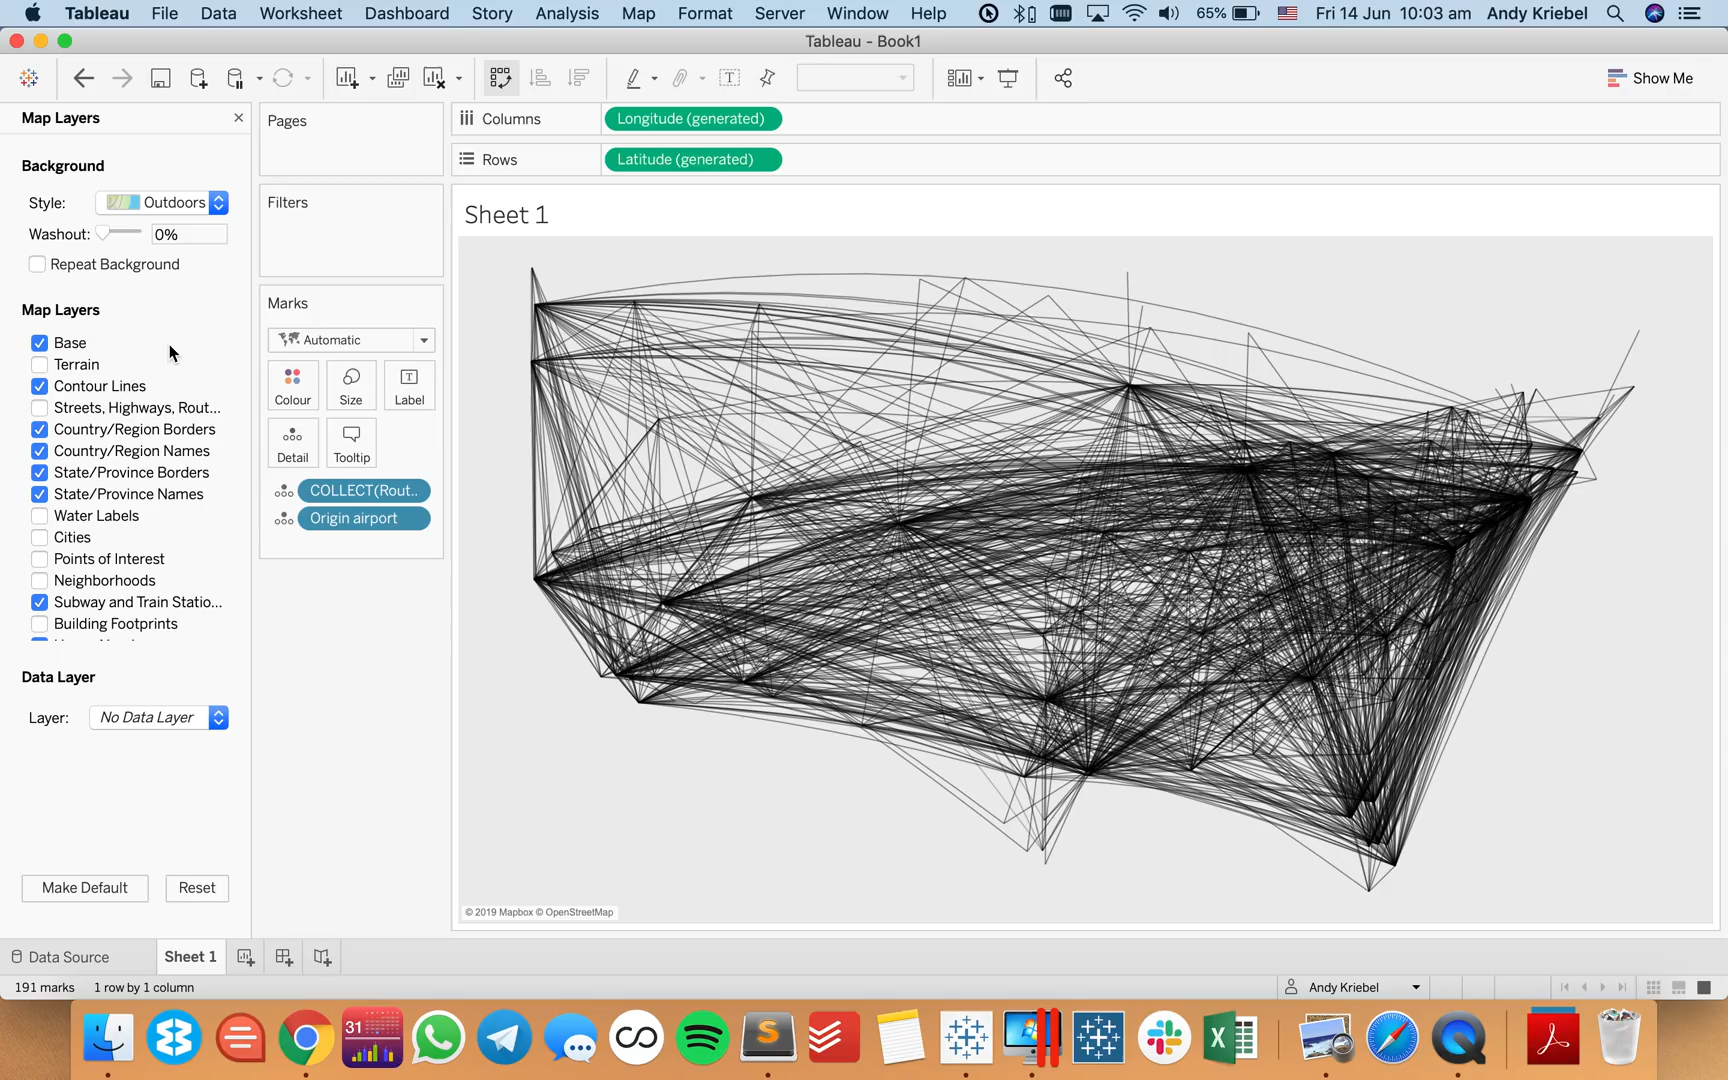 Tableau File Data Worksheet Dashboard Story Analysis Map Format Server Window Help 65% Fri 14 Jun 10:03 am Andy Kriebel
Tableau - Book1
Show Me
Map Layers
Background
Style: Outdoors
Washout: 0%
Repeat Background
Map Layers
Base
Terrain
Contour Lines
Streets, Highways, Rout...
Country/Region Borders
Country/Region Names
State/Province Borders
State/Province Names
Water Labels
Cities
Points of Interest
Neighborhoods
Subway and Train Statio...
Building Footprints
Data Layer
Layer: No Data Layer
Make Default Reset
Pages
Filters
Marks
Automatic
Colour Size Label
Detail Tooltip
COLLECT(Rout..
Origin airport
Columns Longitude (generated)
Rows Latitude (generated)
Sheet 1
© 2019 Mapbox © OpenStreetMap
Data Source Sheet 1
191 marks 1 row by 1 column Andy Kriebel
31